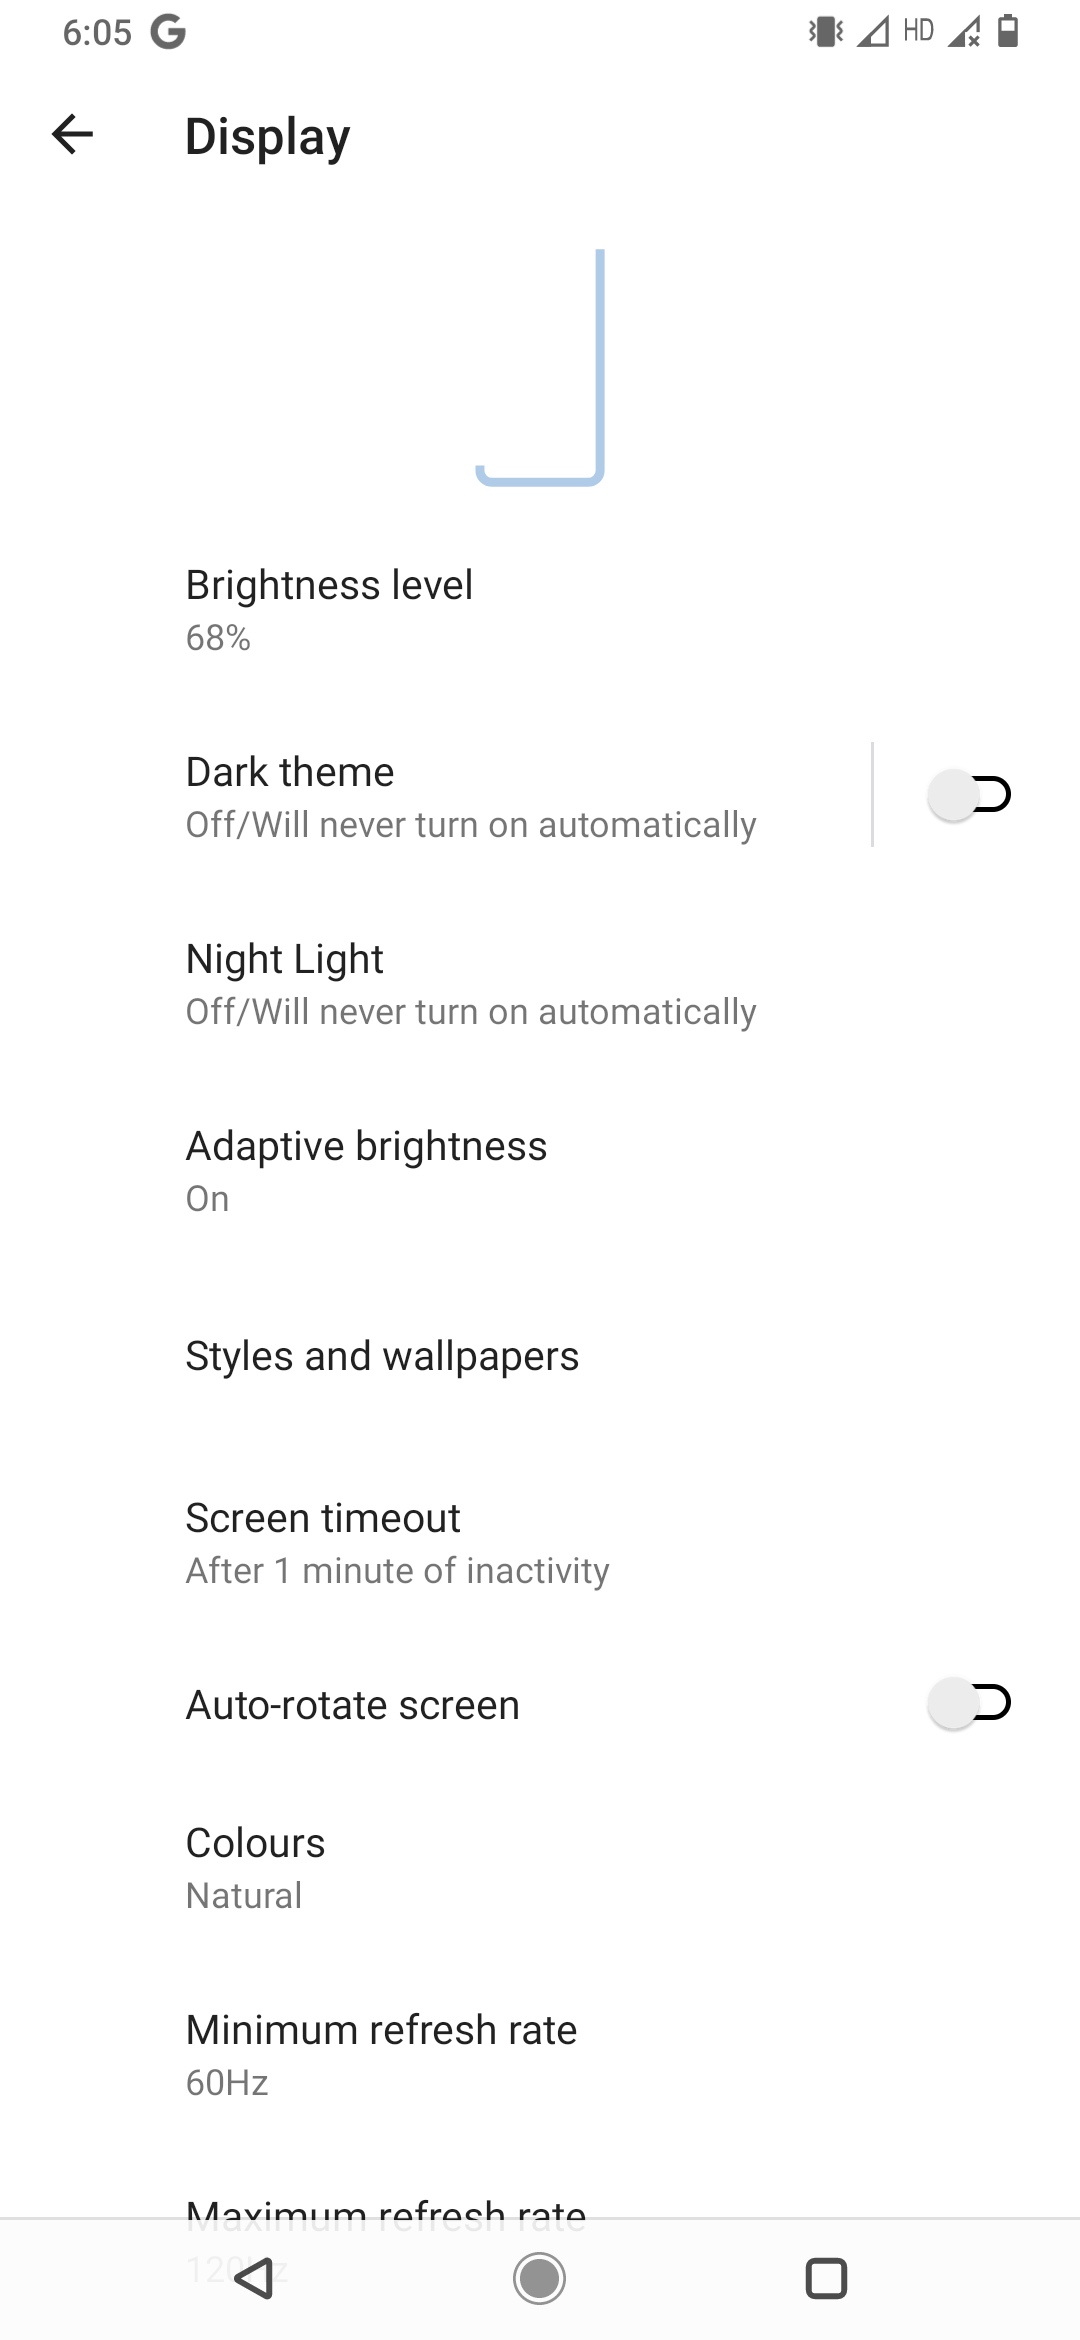 6:05 G HD
Display
Brightness level
68%
Dark theme
Off/Will never turn on automatically
Night Light
Off/Will never turn on automatically
Adaptive brightness
On
Styles and wallpapers
Screen timeout
After 1 minute of inactivity
Auto-rotate screen
Colours
Natural
Minimum refresh rate
60Hz
Maximum refresh rate